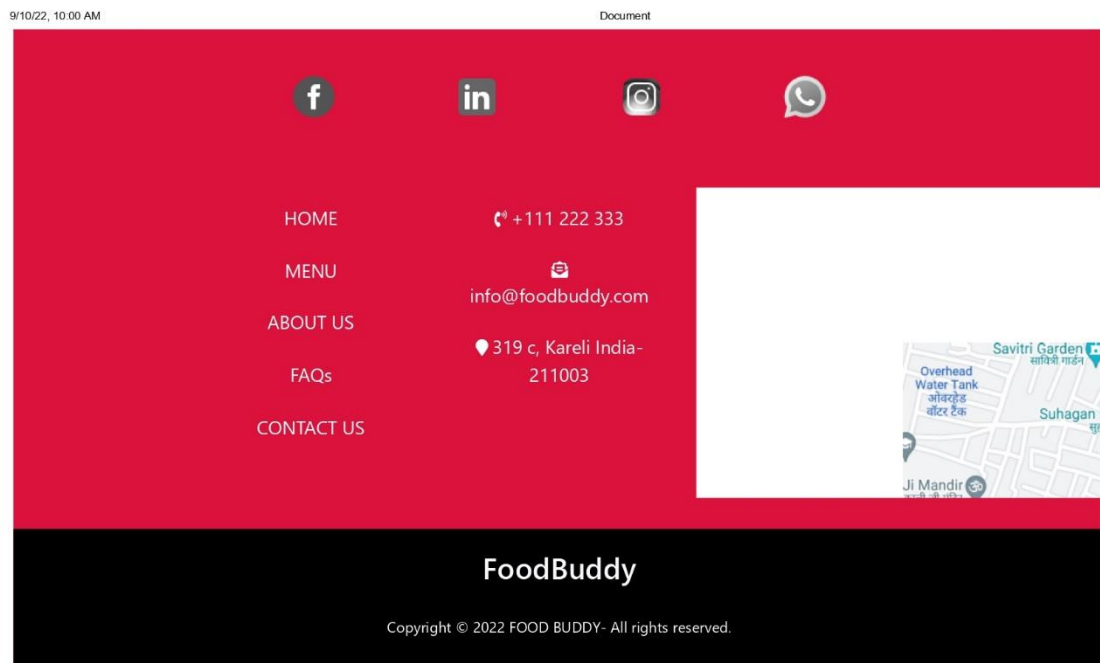 9/10/22, 10:00 AM
Document
HOME
MENU
ABOUT US
FAQs
CONTACT US
+111 222 333
info@foodbuddy.com
319 c, Kareli India-
211003
Savitri Garden
सावित्री गार्डन
Overhead
Water Tank
ओवरहेड
वॉटर टैंक
Suhagan
Ji Mandir
FoodBuddy
Copyright © 2022 FOOD BUDDY- All rights reserved.